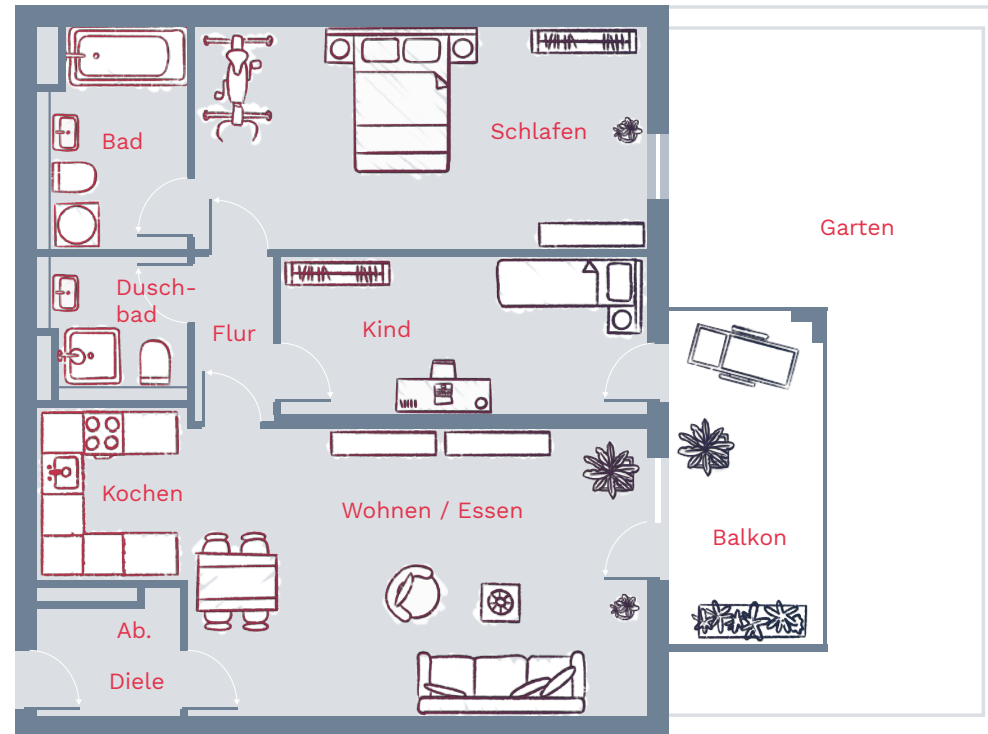 Bad
Schlafen
Garten
Dusch-
bad
Flur
Kind
Kochen
Wohnen / Essen
Balkon
Ab.
Diele